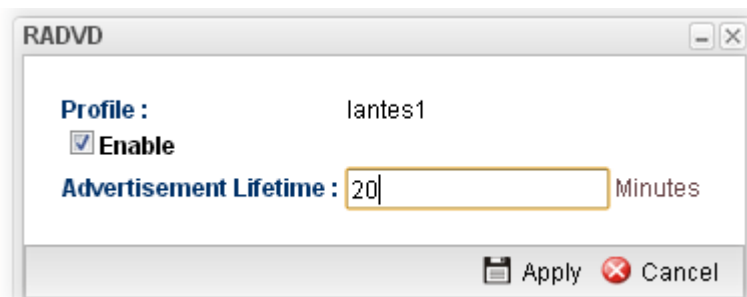 RADVD
Profile : lantes1
Enable
Advertisement Lifetime : 20 Minutes
Apply Cancel